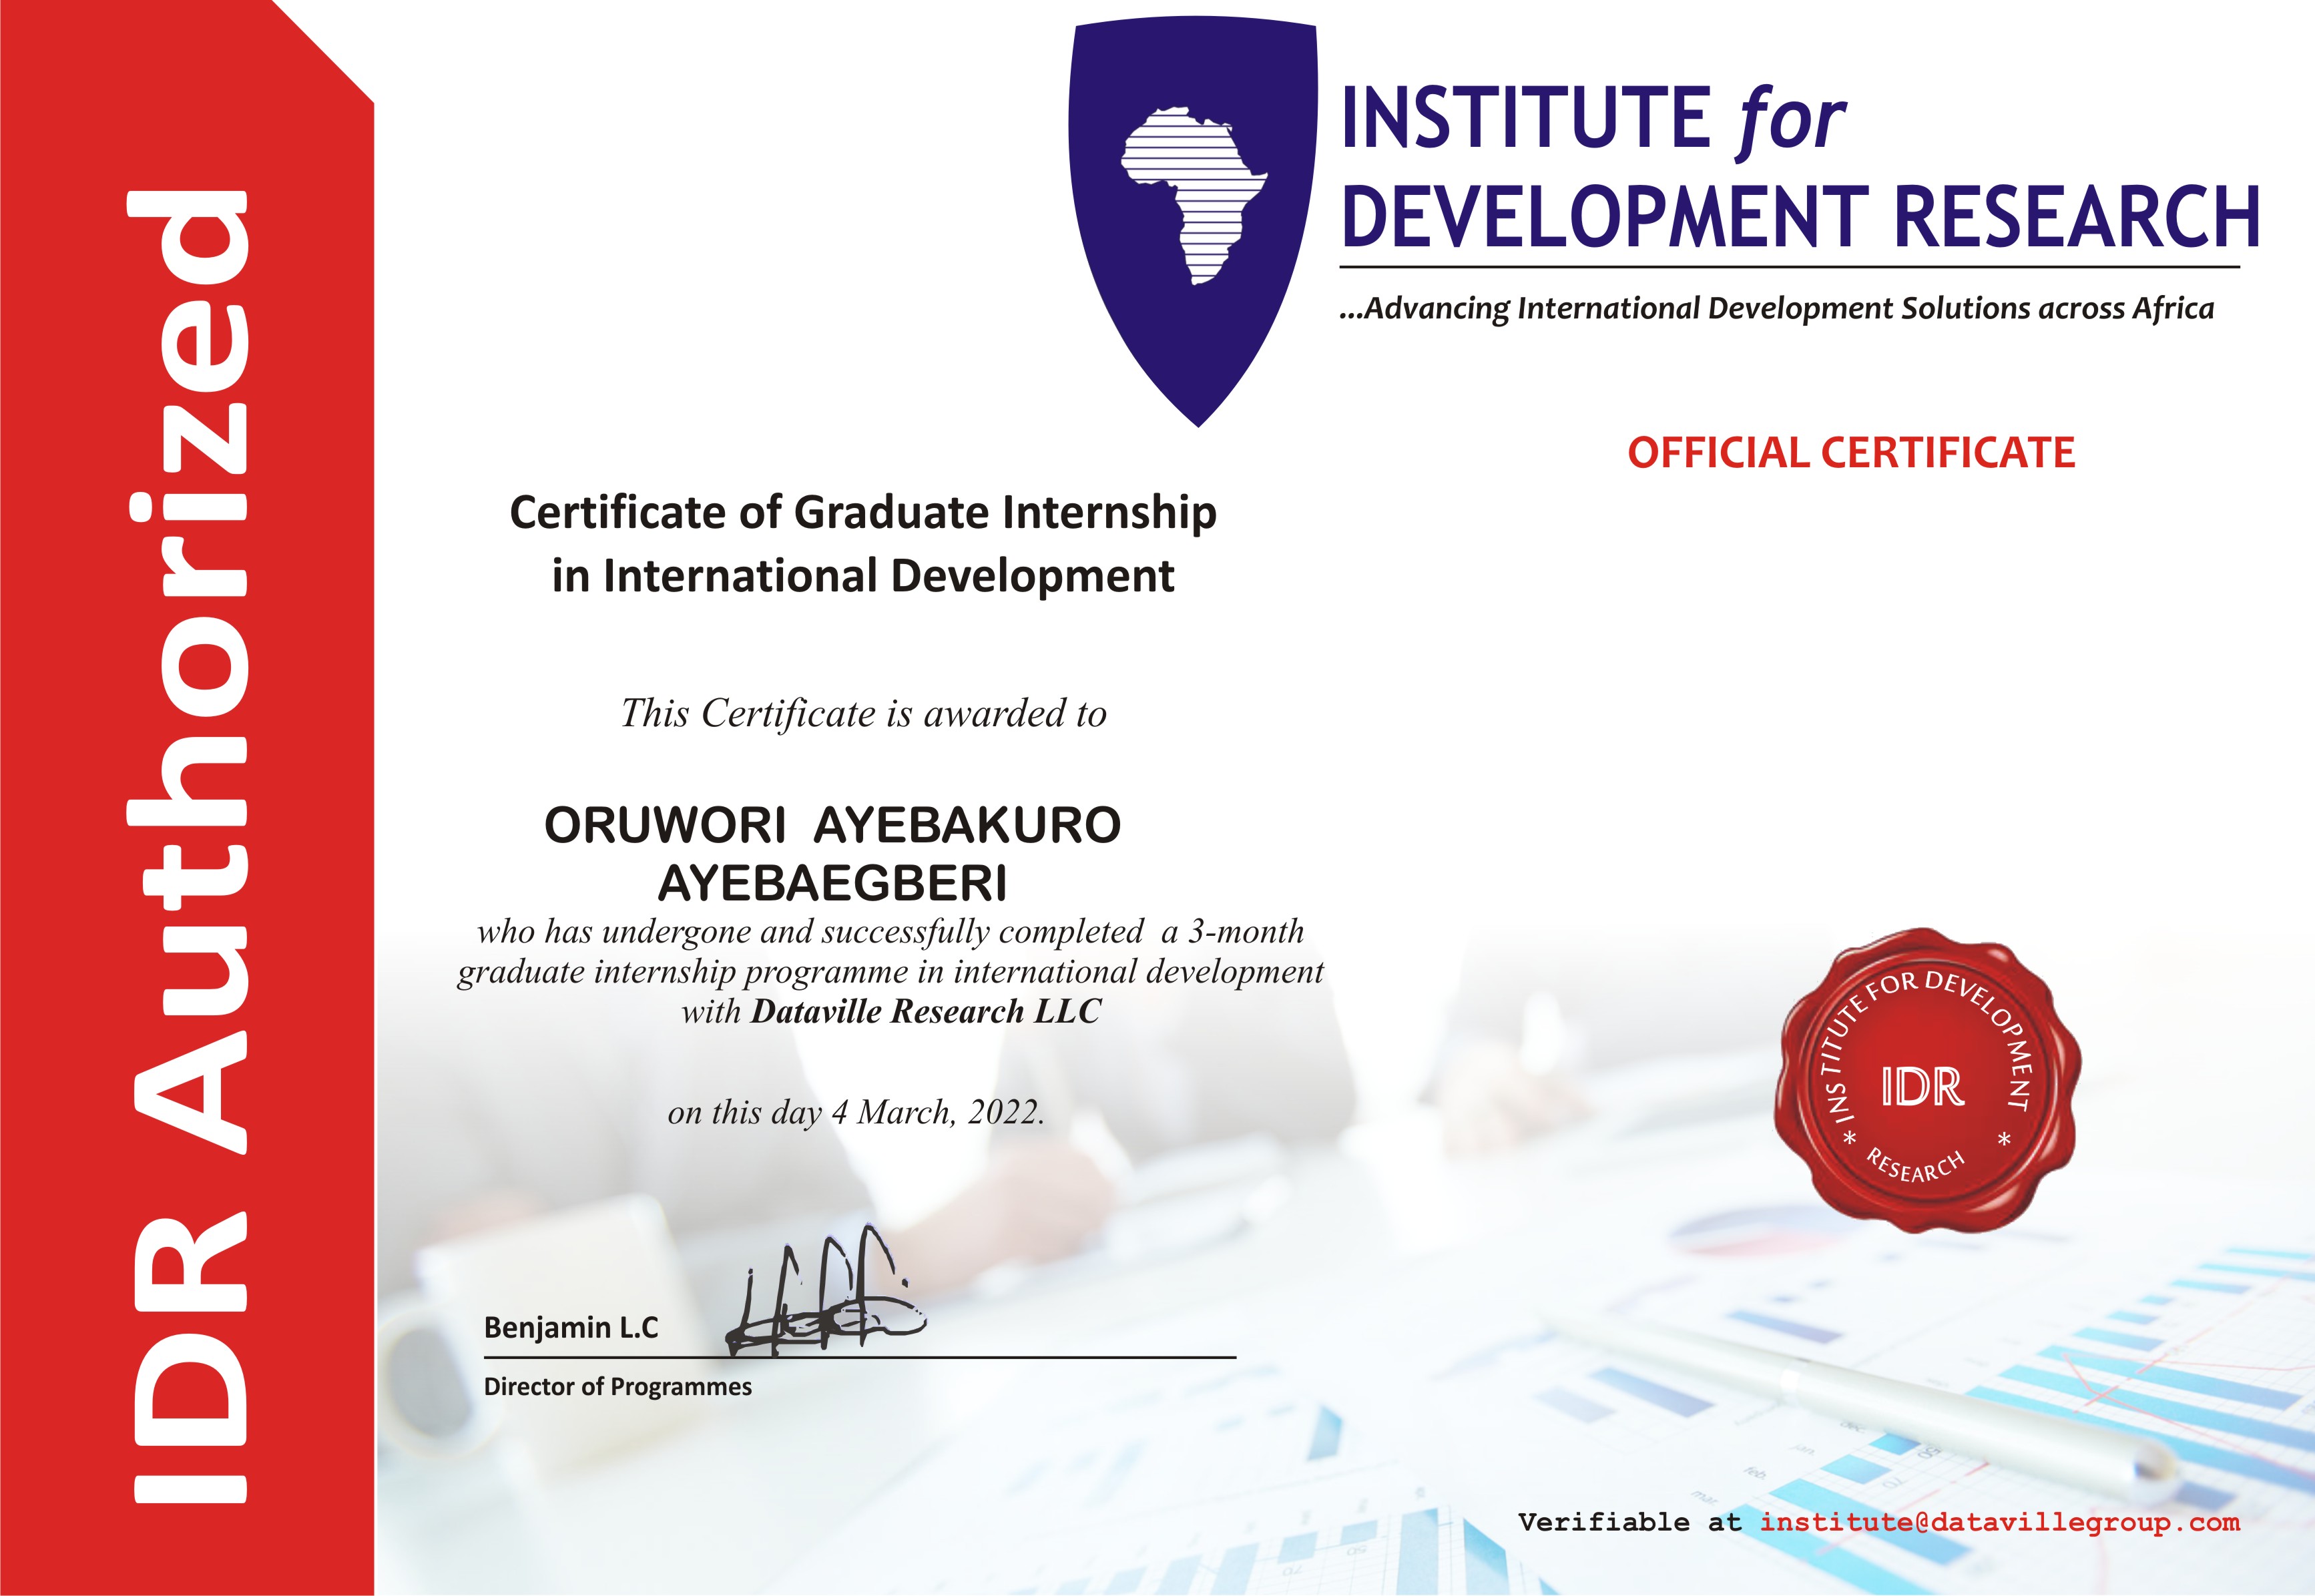 IDR Authorized
INSTITUTE for
DEVELOPMENT RESEARCH
...Advancing International Development Solutions across Africa
OFFICIAL CERTIFICATE
Certificate of Graduate Internship
in International Development
This Certificate is awarded to
ORUWORI AYEBAKURO
AYEBAEGBERI
who has undergone and successfully completed a 3-month
graduate internship programme in international development
with Dataville Research LLC
on this day 4 March, 2022.
INSTITUTE FOR DEVELOPMENT
IDR
* RESEARCH *
Benjamin L.C
Director of Programmes
Verifiable at institute@datavillegroup.com